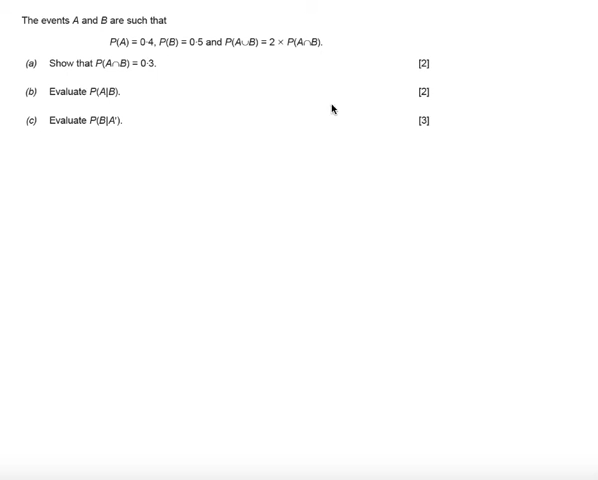 The events A and B are such that
P(A) = 0·4, P(B) = 0·5 and P(A∪B) = 2 × P(A∩B).
(a) Show that P(A∩B) = 0·3. [2]
(b) Evaluate P(A|B). [2]
(c) Evaluate P(B|A'). [3]